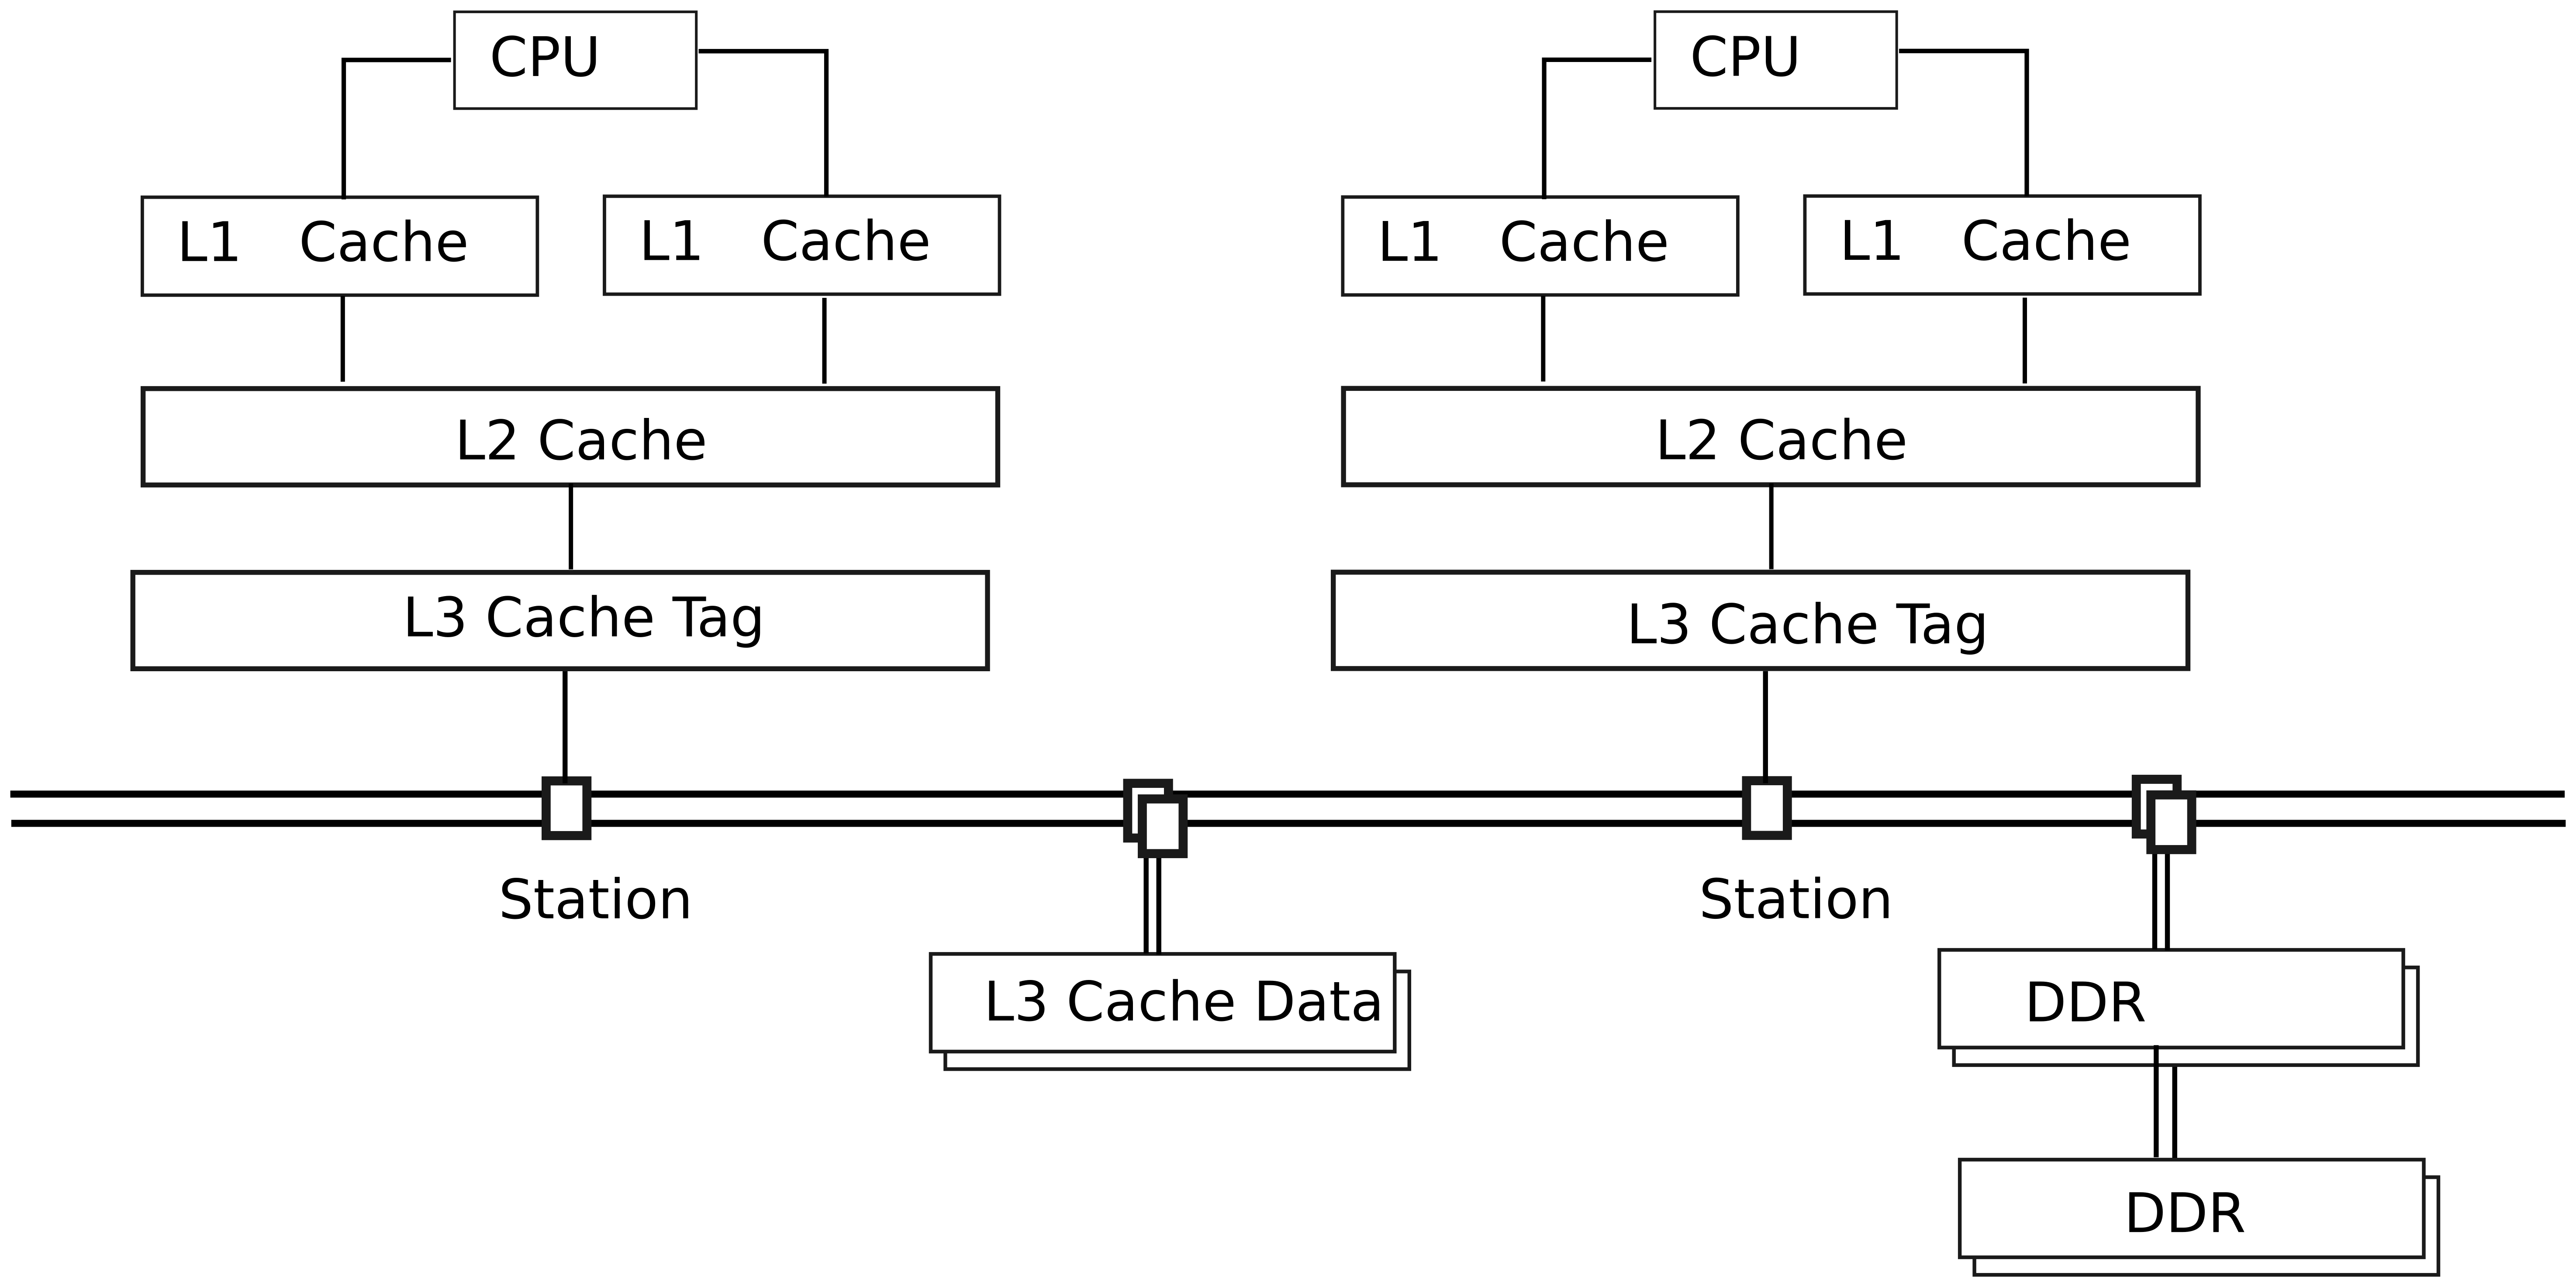 CPU
CPU
L1 Cache
L1 Cache
L1 Cache
L1 Cache
L2 Cache
L2 Cache
L3 Cache Tag
L3 Cache Tag
Station
Station
L3 Cache Data
DDR
DDR